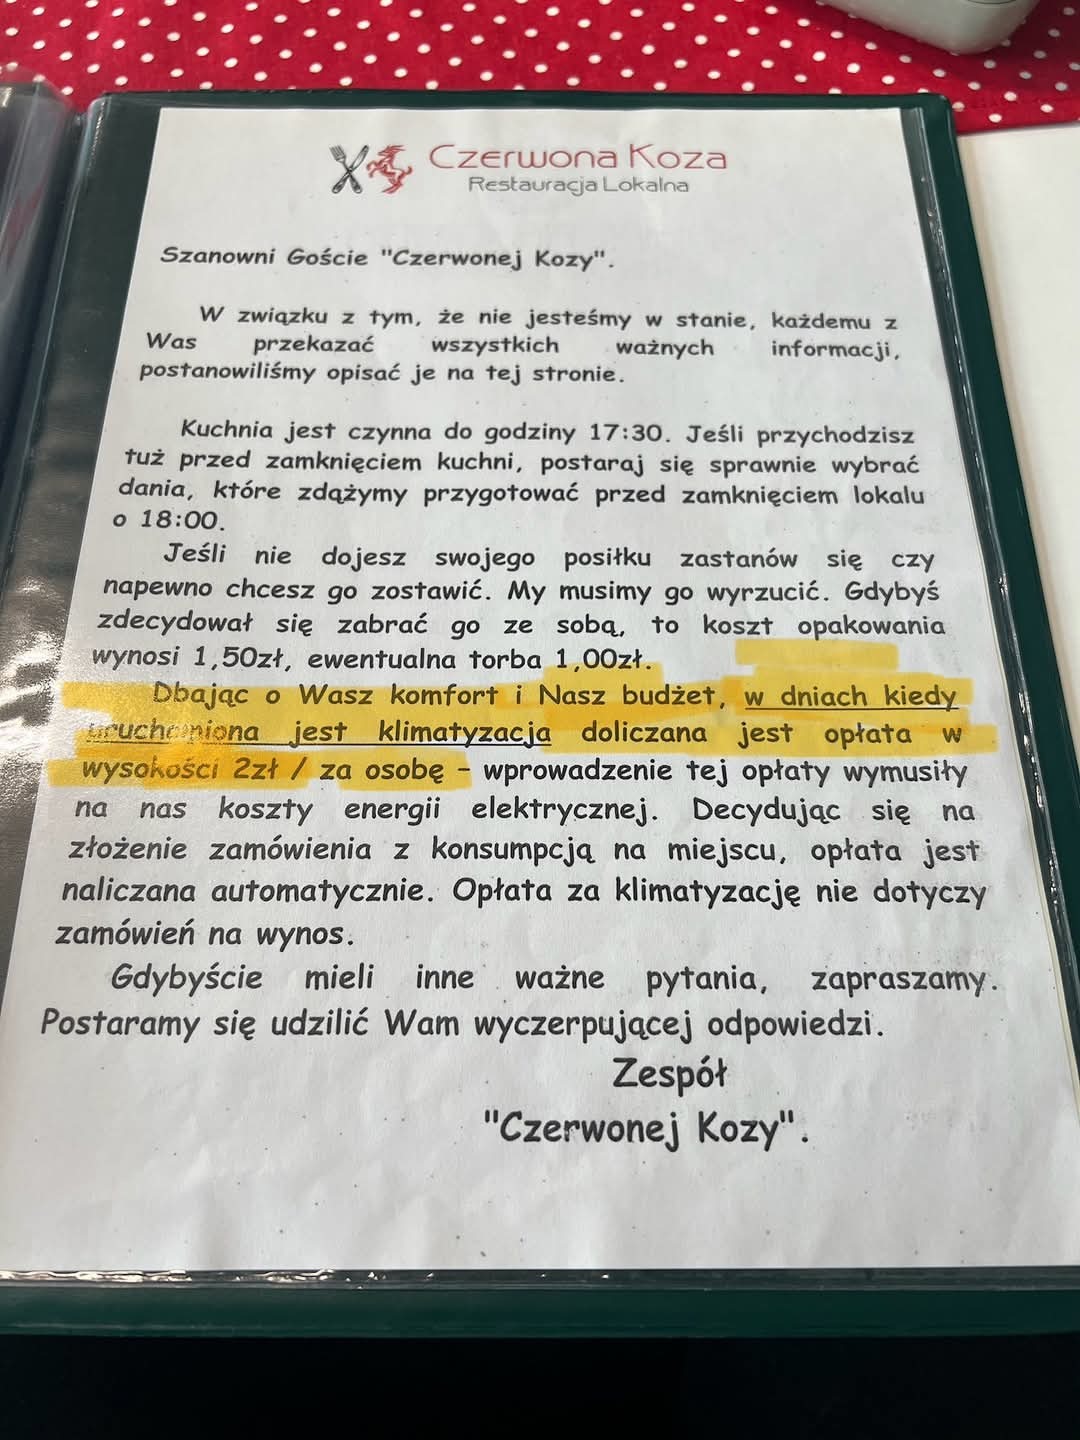 Czerwona Koza
Restauracja Lokalna
Szanowni Goście "Czerwonej Kozy".
W związku z tym, że nie jesteśmy w stanie, każdemu z
Was przekazać wszystkich ważnych informacji,
postanowiliśmy opisać je na tej stronie.
Kuchnia jest czynna do godziny 17:30. Jeśli przychodzisz
tuż przed zamknięciem kuchni, postaraj się sprawnie wybrać
dania, które zdążymy przygotować przed zamknięciem lokalu
o 18:00.
Jeśli nie dojesz swojego posiłku zastanów się czy
napewno chcesz go zostawić. My musimy go wyrzucić. Gdybyś
zdecydował się zabrać go ze sobą, to koszt opakowania
wynosi 1,50zł, ewentualna torba 1,00zł.
Dbając o Wasz komfort i Nasz budżet, w dniach kiedy
uruchomiona jest klimatyzacja doliczana jest opłata w
wysokości 2zł / za osobę - wprowadzenie tej opłaty wymusiły
na nas koszty energii elektrycznej. Decydując się na
złożenie zamówienia z konsumpcją na miejscu, opłata jest
naliczana automatycznie. Opłata za klimatyzację nie dotyczy
zamówień na wynos.
Gdybyście mieli inne ważne pytania, zapraszamy.
Postaramy się udzilić Wam wyczerpującej odpowiedzi.
Zespół
"Czerwonej Kozy".